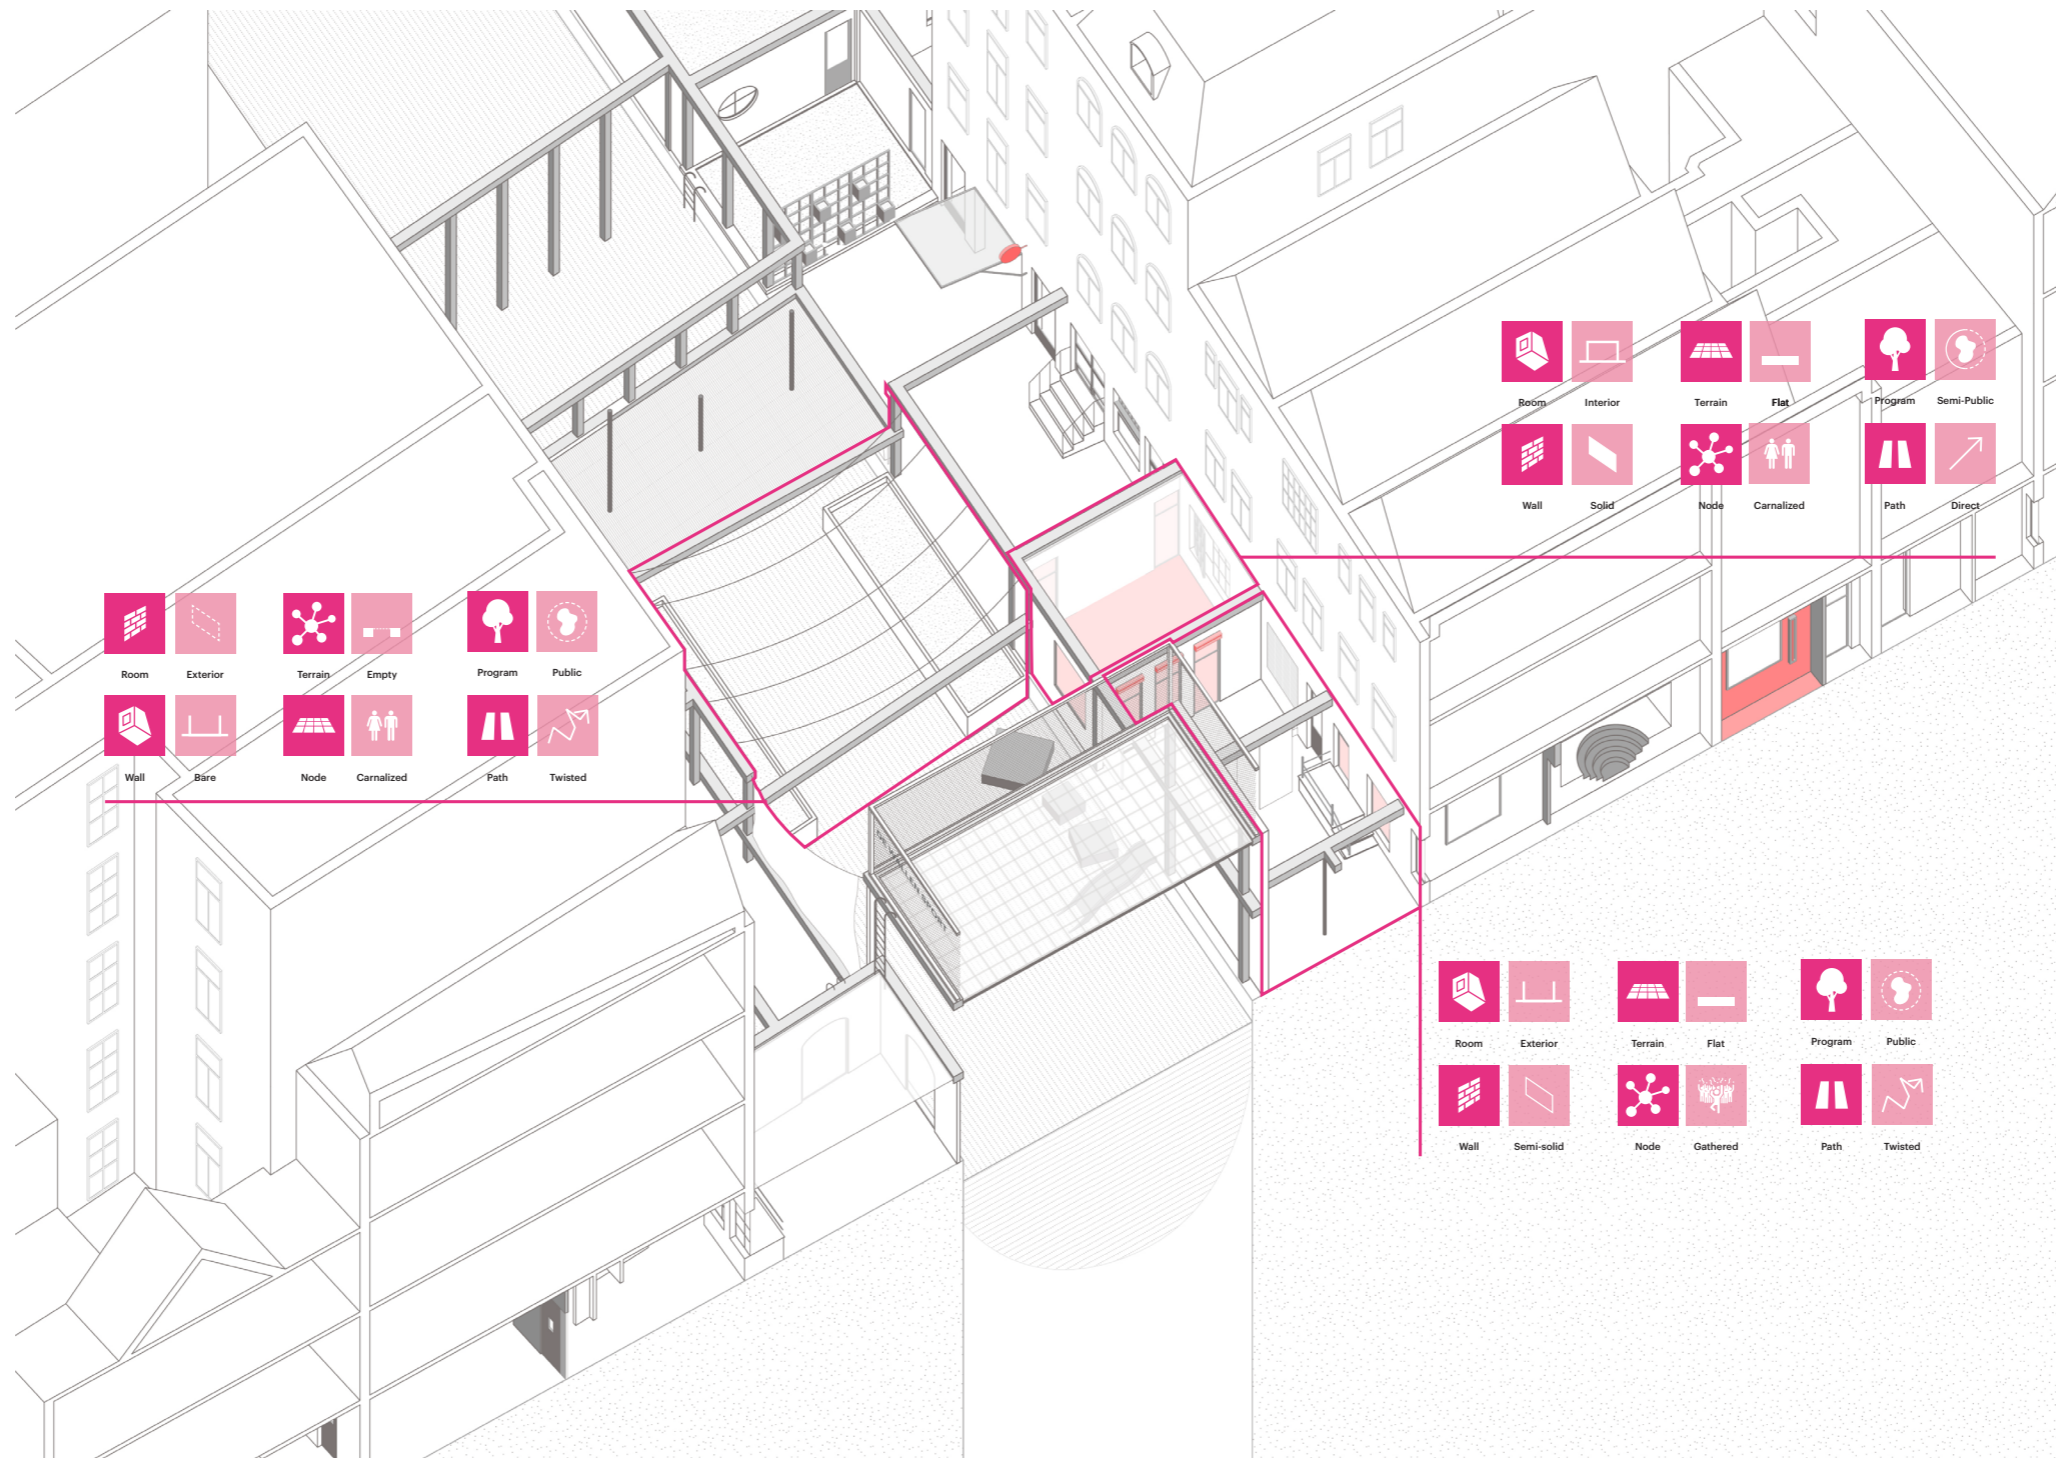 Room Interior Terrain Flat Program Semi-Public
Wall Solid Node Carnalized Path Direct
Room Exterior Terrain Empty Program Public
Wall Bare Node Carnalized Path Twisted
Room Exterior Terrain Flat Program Public
Wall Semi-solid Node Gathered Path Twisted